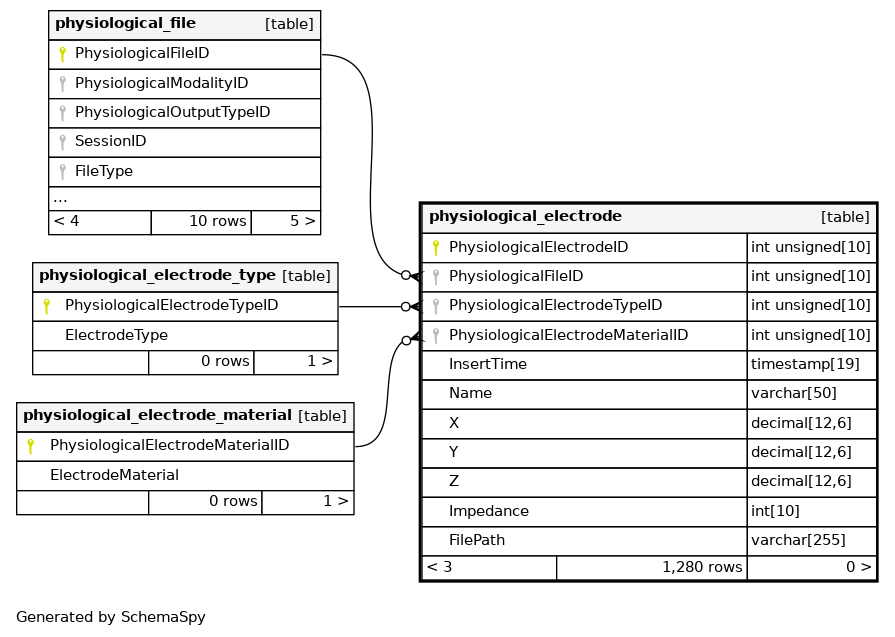 physiological_file [table]
PhysiologicalFileID
PhysiologicalModalityID
PhysiologicalOutputTypeID
SessionID
FileType
...
< 4 10 rows 5 >
physiological_electrode_type [table]
PhysiologicalElectrodeTypeID
ElectrodeType
0 rows 1 >
physiological_electrode_material [table]
PhysiologicalElectrodeMaterialID
ElectrodeMaterial
0 rows 1 >
physiological_electrode [table]
PhysiologicalElectrodeID int unsigned[10]
PhysiologicalFileID int unsigned[10]
PhysiologicalElectrodeTypeID int unsigned[10]
PhysiologicalElectrodeMaterialID int unsigned[10]
InsertTime timestamp[19]
Name varchar[50]
X decimal[12,6]
Y decimal[12,6]
Z decimal[12,6]
Impedance int[10]
FilePath varchar[255]
< 3 1,280 rows 0 >
Generated by SchemaSpy